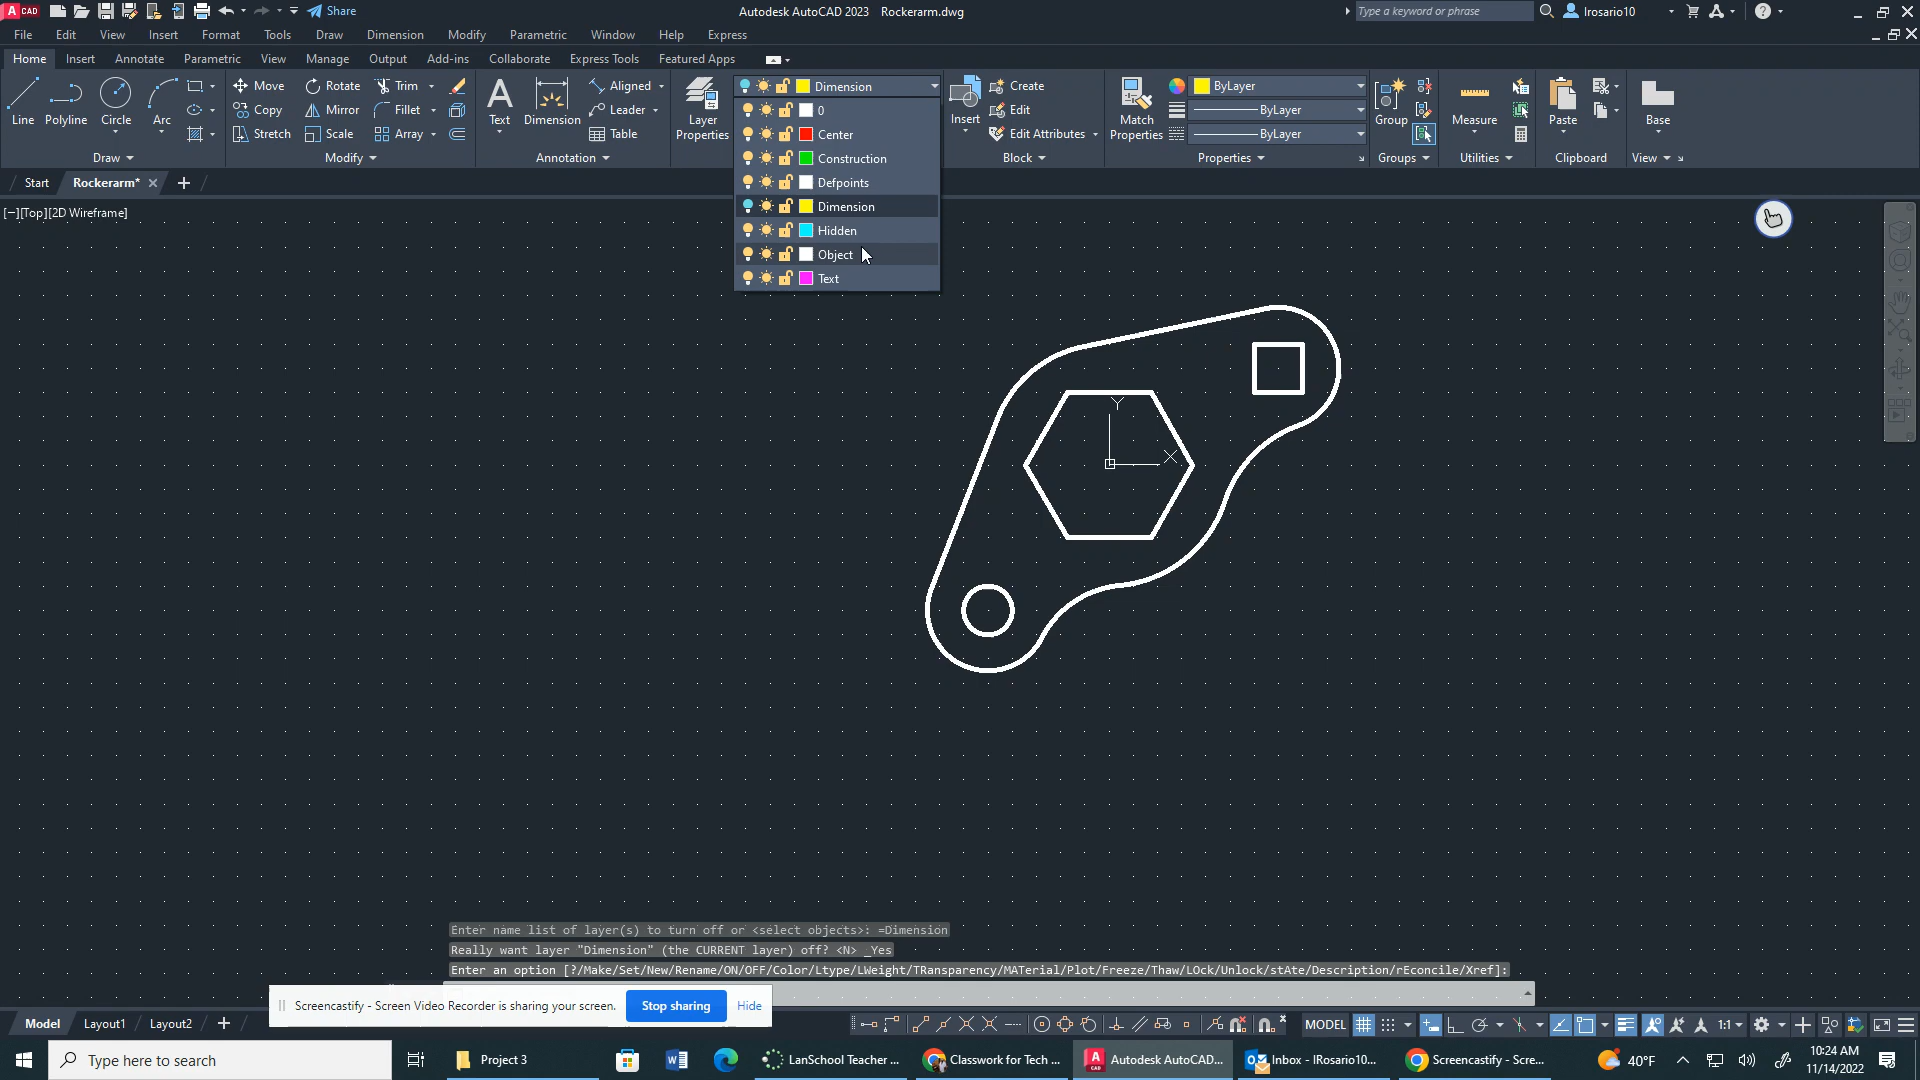 A CAD Share Autodesk AutoCAD 2023 Rockerarm.dwg Type a keyword or phrase lrosario10
File Edit View Insert Format Tools Draw Dimension Modify Parametric Window Help Express
Home Insert Annotate Parametric View Manage Output Add-ins Collaborate Express Tools Featured Apps
Line Polyline Circle Arc Move Rotate Trim
Copy Mirror Fillet
Stretch Scale Array
Text Dimension Aligned
Leader
Table
Layer
Properties
Dimension
0
Center
Construction
Defpoints
Dimension
Hidden
Object
Text
Insert Create
Edit
Edit Attributes
Match
Properties
ByLayer
ByLayer
ByLayer
Group Measure Paste Base
Draw Modify Annotation Block Properties Groups Utilities Clipboard View
Start Rockerarm*
[−][Top][2D Wireframe]
Y
X
Enter name list of layer(s) to turn off or <select objects>: =Dimension
Really want layer "Dimension" (the CURRENT layer) off? <N> _Yes
Enter an option [?/Make/Set/New/Rename/ON/OFF/Color/Ltype/LWeight/TRansparency/MATerial/Plot/Freeze/Thaw/LOck/Unlock/stAte/Description/rEconcile/Xref]:
Screencastify - Screen Video Recorder is sharing your screen. Stop sharing Hide
Model Layout1 Layout2 MODEL 1:1
Type here to search Project 3 LanSchool Teacher ... Classwork for Tech ... Autodesk AutoCAD... Inbox - IRosario10... Screencastify - Scre... 40°F 10:24 AM
11/14/2022